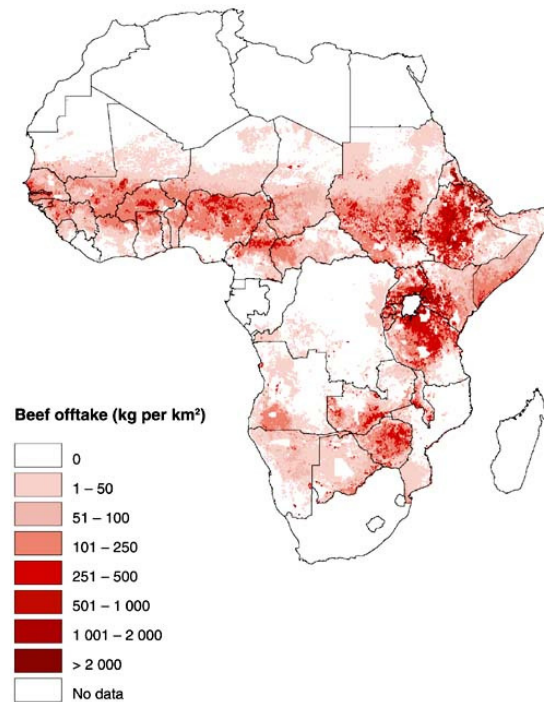 Beef offtake (kg per km²)
0
1 – 50
51 – 100
101 – 250
251 – 500
501 – 1 000
1 001 – 2 000
> 2 000
No data